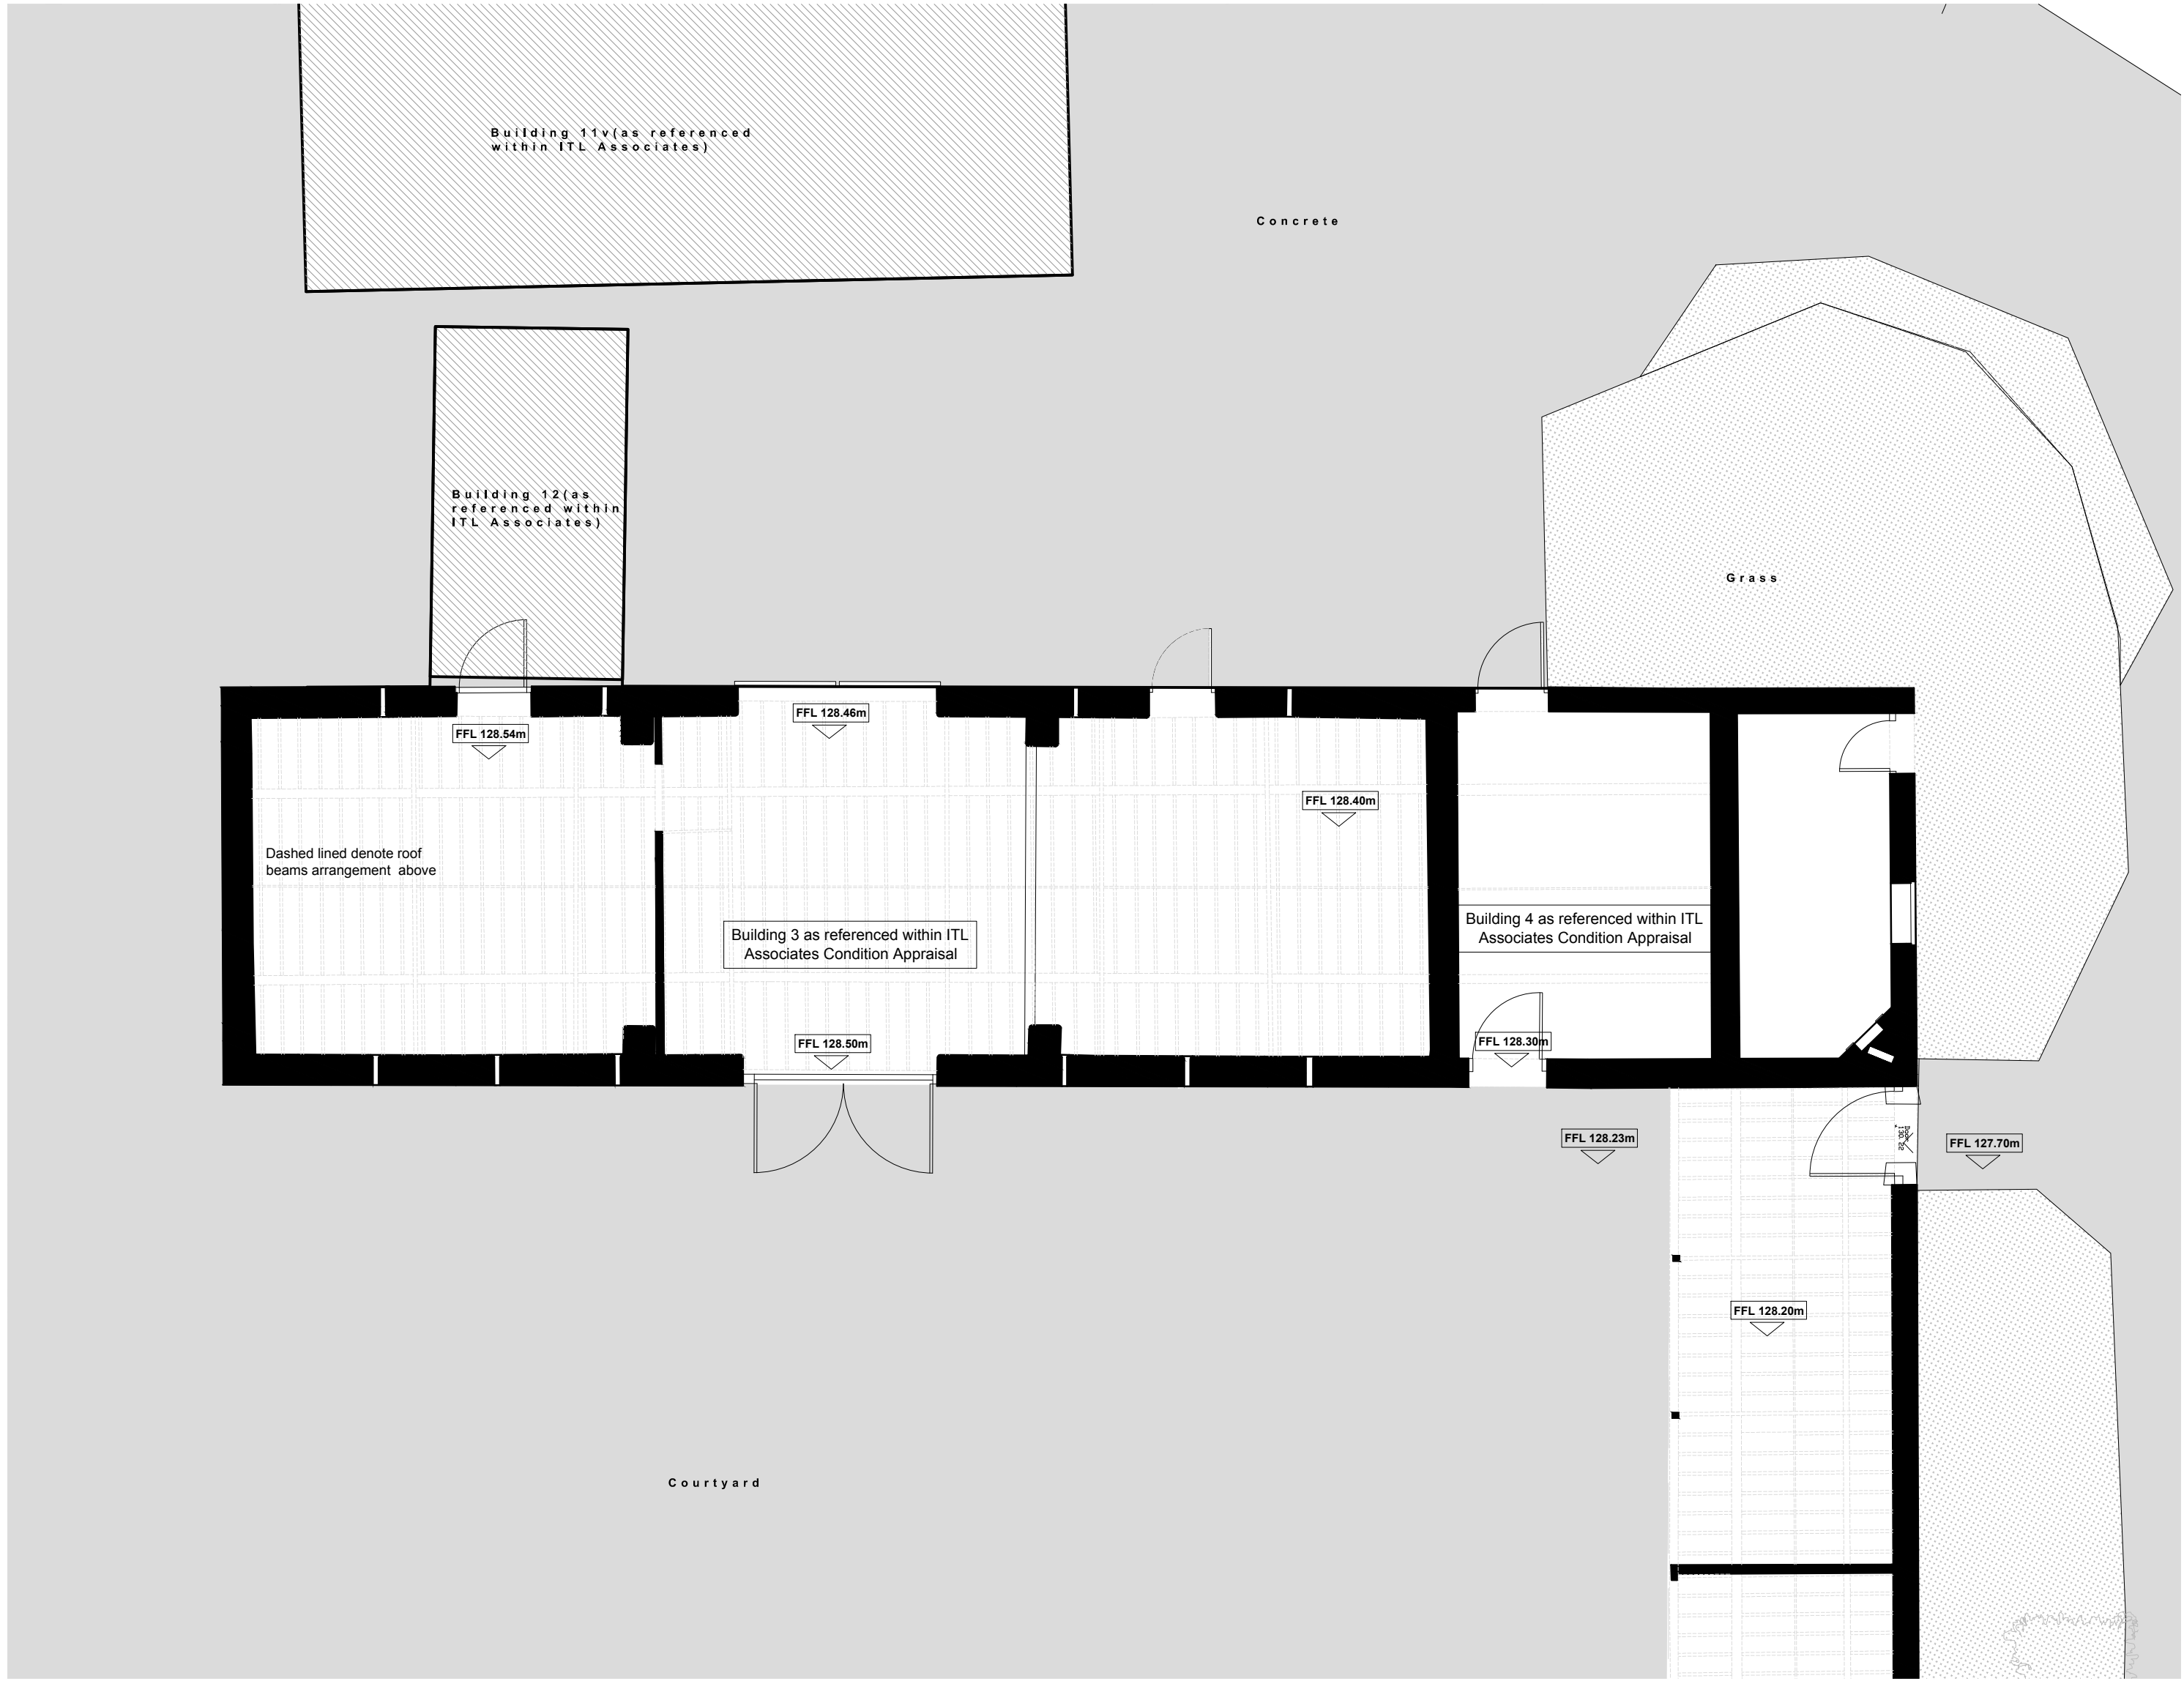 Building 11v(as referenced
within ITL Associates)
Concrete
Building 12(as
referenced within
ITL Associates)
Grass
FFL 128.54m
FFL 128.46m
FFL 128.40m
Dashed lined denote roof
beams arrangement above
Building 3 as referenced within ITL
Associates Condition Appraisal
Building 4 as referenced within ITL
Associates Condition Appraisal
FFL 128.50m
FFL 128.30m
FFL 128.23m
FFL 127.70m
FFL 128.20m
Courtyard